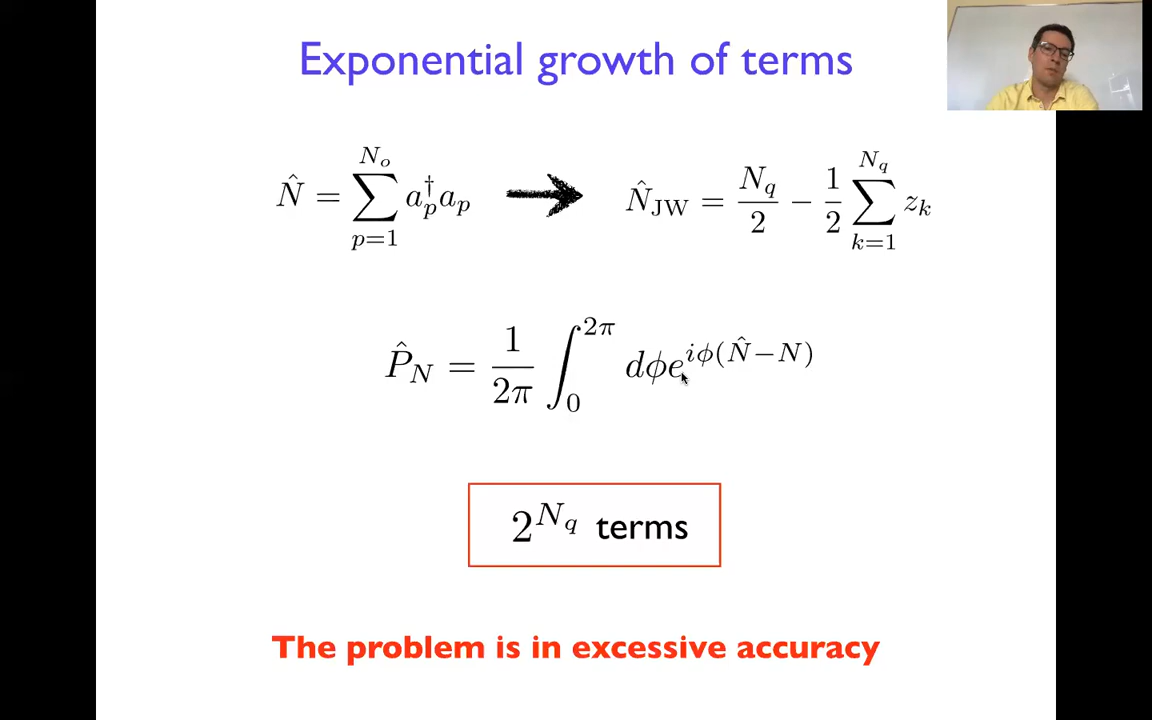 Exponential growth of terms
$\hat{N} = \sum_{p=1}^{N_o} a_p^\dagger a_p$ → $\hat{N}_{\mathrm{JW}} = \frac{N_q}{2} - \frac{1}{2} \sum_{k=1}^{N_q} z_k$
$\hat{P}_N = \frac{1}{2\pi} \int_0^{2\pi} d\phi e^{i\phi(\hat{N}-N)}$
$2^{N_q}$ terms
The problem is in excessive accuracy